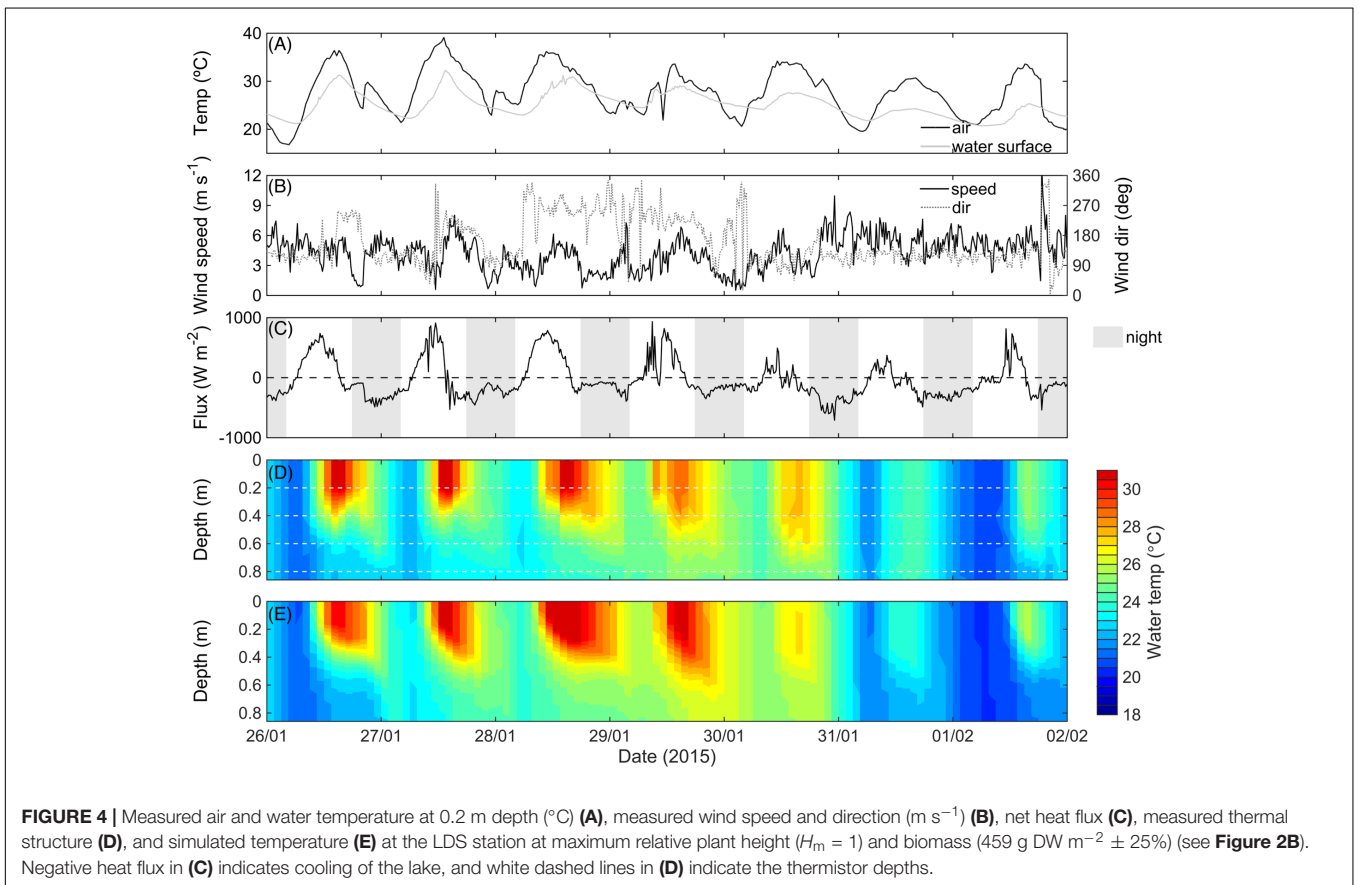 (A)
Temp (ºC)
40
30
20
air
water surface
(B)
Wind speed (m s⁻¹)
12
9
6
3
0
speed
dir
360
270
180
90
0
Wind dir (deg)
(C)
Flux (W m⁻²)
1000
0
-1000
night
(D)
Depth (m)
0
0.2
0.4
0.6
0.8
(E)
Depth (m)
0
0.2
0.4
0.6
0.8
30
28
26
24
22
20
18
Water temp (°C)
26/01 27/01 28/01 29/01 30/01 31/01 01/02 02/02
Date (2015)
FIGURE 4 | Measured air and water temperature at 0.2 m depth (°C) (A), measured wind speed and direction (m s⁻¹) (B), net heat flux (C), measured thermal
structure (D), and simulated temperature (E) at the LDS station at maximum relative plant height (Hm = 1) and biomass (459 g DW m⁻² ± 25%) (see Figure 2B).
Negative heat flux in (C) indicates cooling of the lake, and white dashed lines in (D) indicate the thermistor depths.